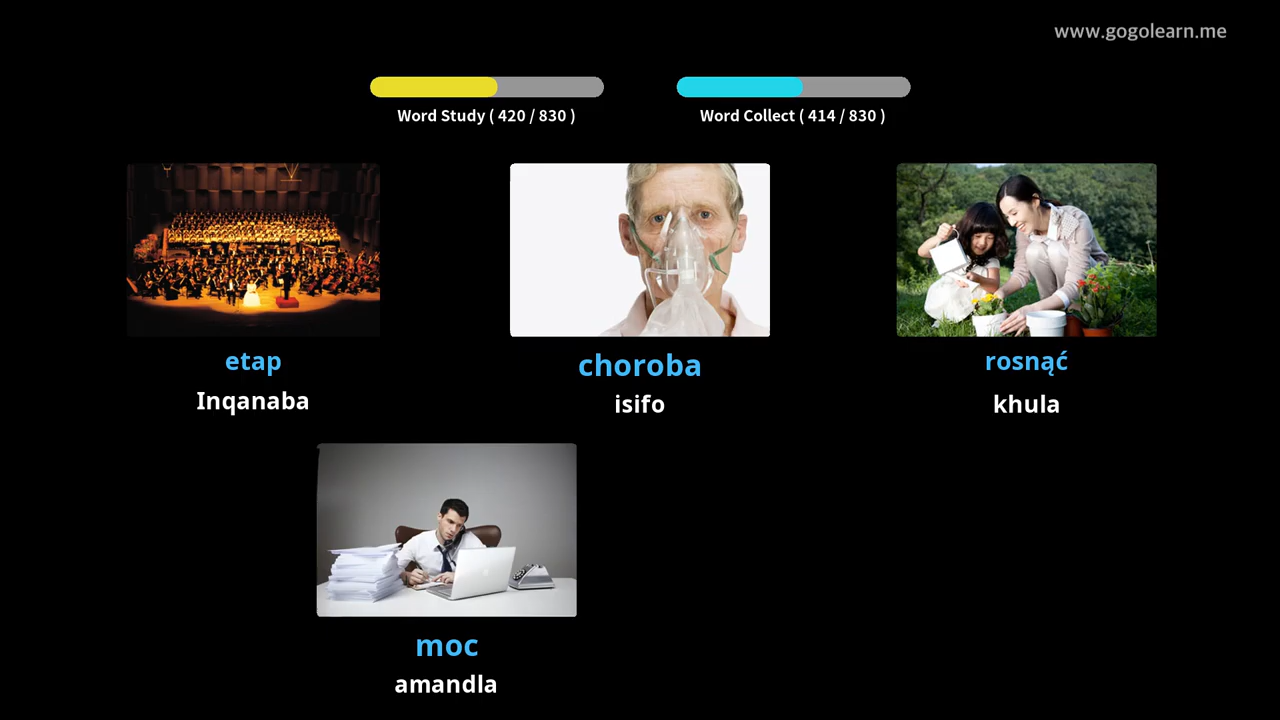 www.gogolearn.me
Word Study ( 420 / 830 )
Word Collect ( 414 / 830 )
etap
Inqanaba
choroba
isifo
rosnąć
khula
moc
amandla